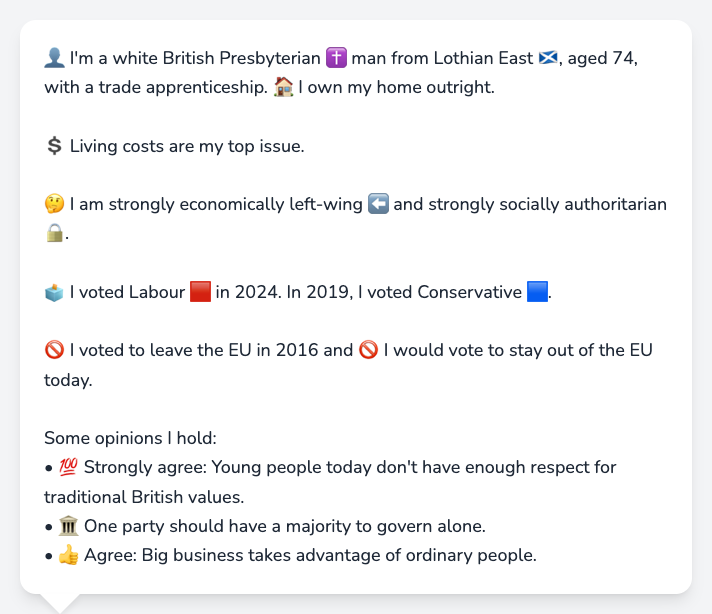 👤 I'm a white British Presbyterian ✝️ man from Lothian East 🏴󠁧󠁢󠁳󠁣󠁴󠁿, aged 74,
with a trade apprenticeship. 🏠 I own my home outright.
💲 Living costs are my top issue.
🤔 I am strongly economically left-wing ⬅️ and strongly socially authoritarian
🔒.
🗳️ I voted Labour 🟥 in 2024. In 2019, I voted Conservative 🟦.
🚫 I voted to leave the EU in 2016 and 🚫 I would vote to stay out of the EU
today.
Some opinions I hold:
• 💯 Strongly agree: Young people today don't have enough respect for
traditional British values.
• 🏛️ One party should have a majority to govern alone.
• 👍 Agree: Big business takes advantage of ordinary people.